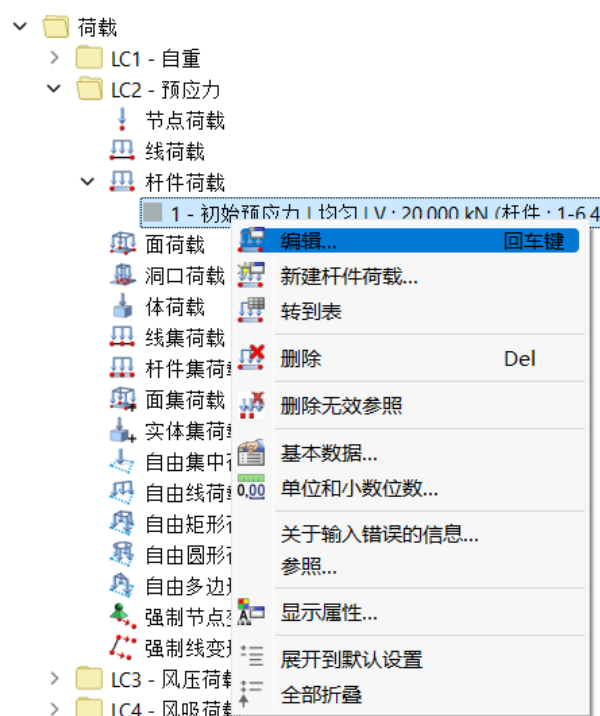 荷载
LC1 - 自重
LC2 - 预应力
节点荷载
线荷载
杆件荷载
1 - 初始预应力 | 均匀 | V : 20.000 kN (杆件 : 1-6,4
面荷载
洞口荷载
体荷载
线集荷载
杆件集荷
面集荷载
实体集荷
自由集中
自由线荷
自由矩形
自由圆形
自由多边
强制节点
强制线变
LC3 - 风压荷
LC4 - 风吸荷
编辑... 回车键
新建杆件荷载...
转到表
删除 Del
删除无效参照
基本数据...
0,00 单位和小数位数...
关于输入错误的信息...
参照...
显示属性...
展开到默认设置
全部折叠